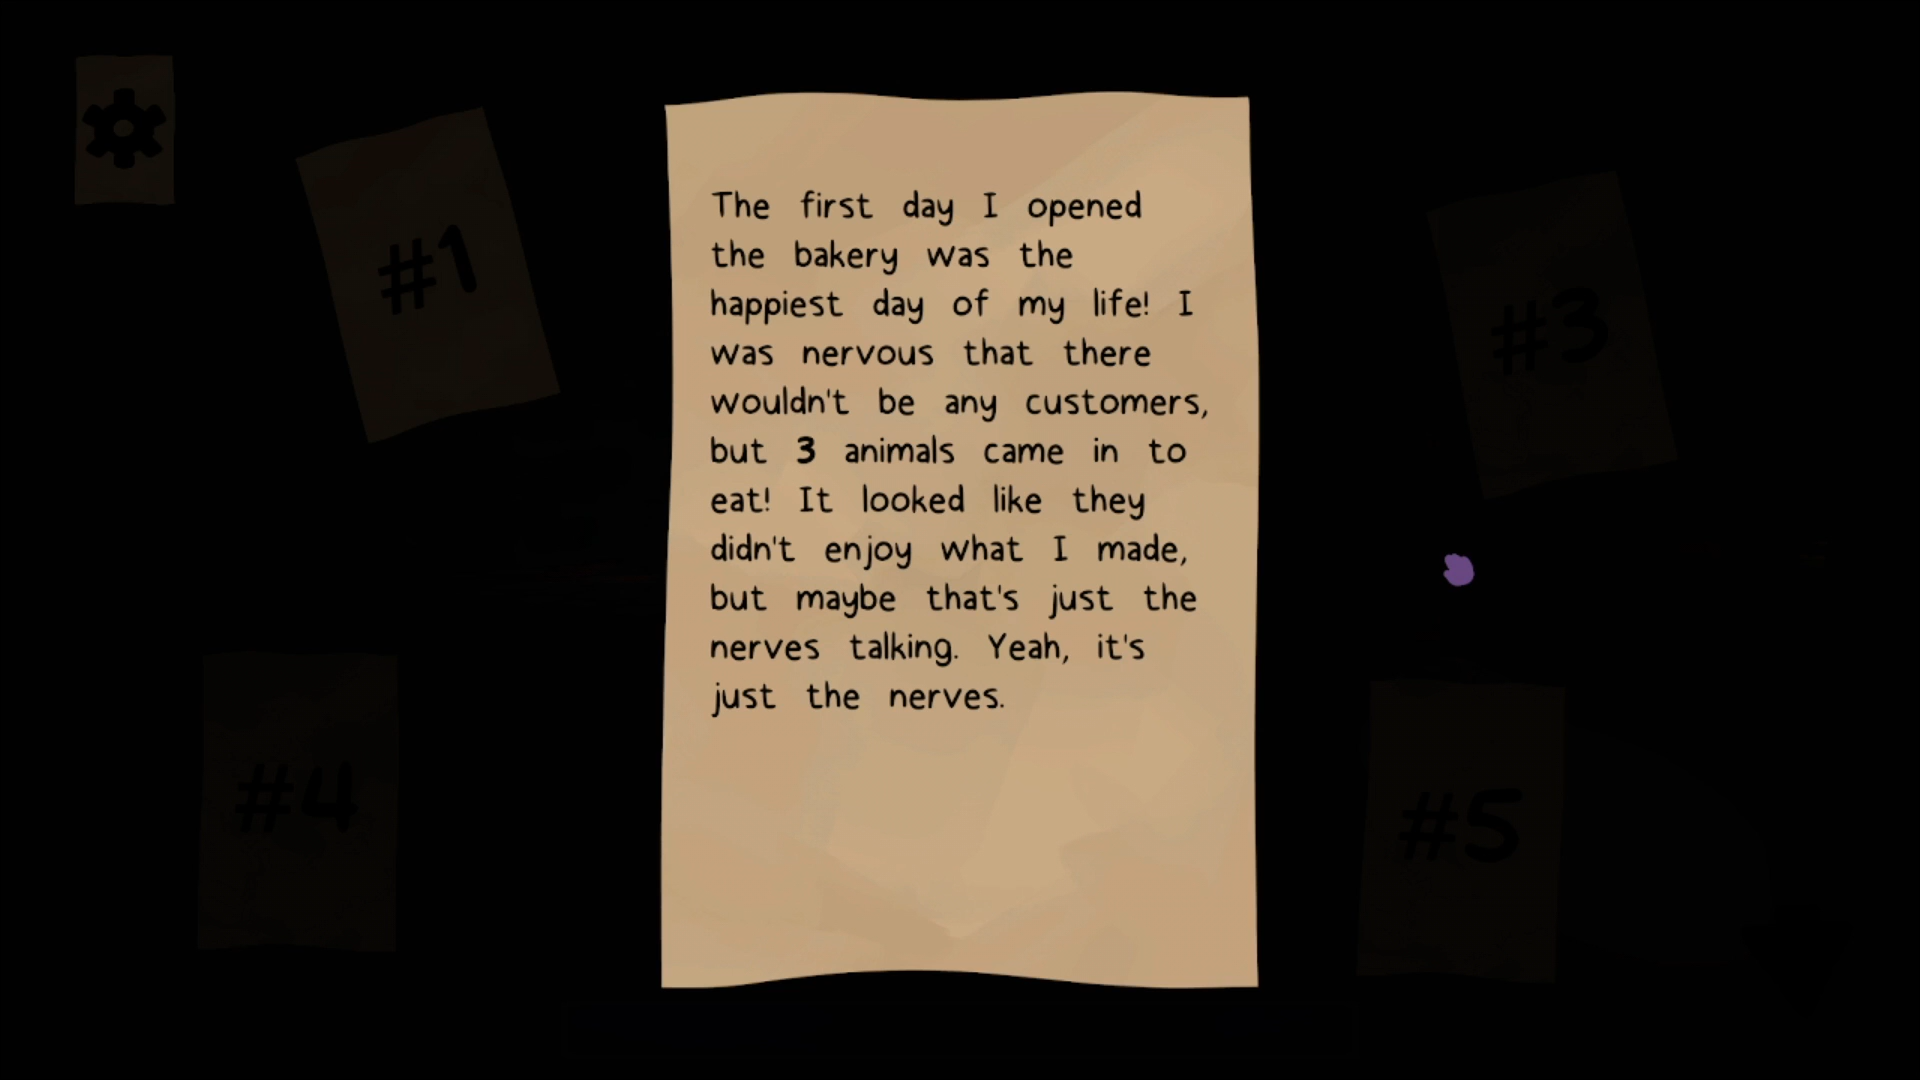 #1
The first day I opened
the bakery was the
happiest day of my life! I
was nervous that there
wouldn't be any customers,
but 3 animals came in to
eat! It looked like they
didn't enjoy what I made,
but maybe that's just the
nerves talking. Yeah, it's
just the nerves.
#3
#4
#5